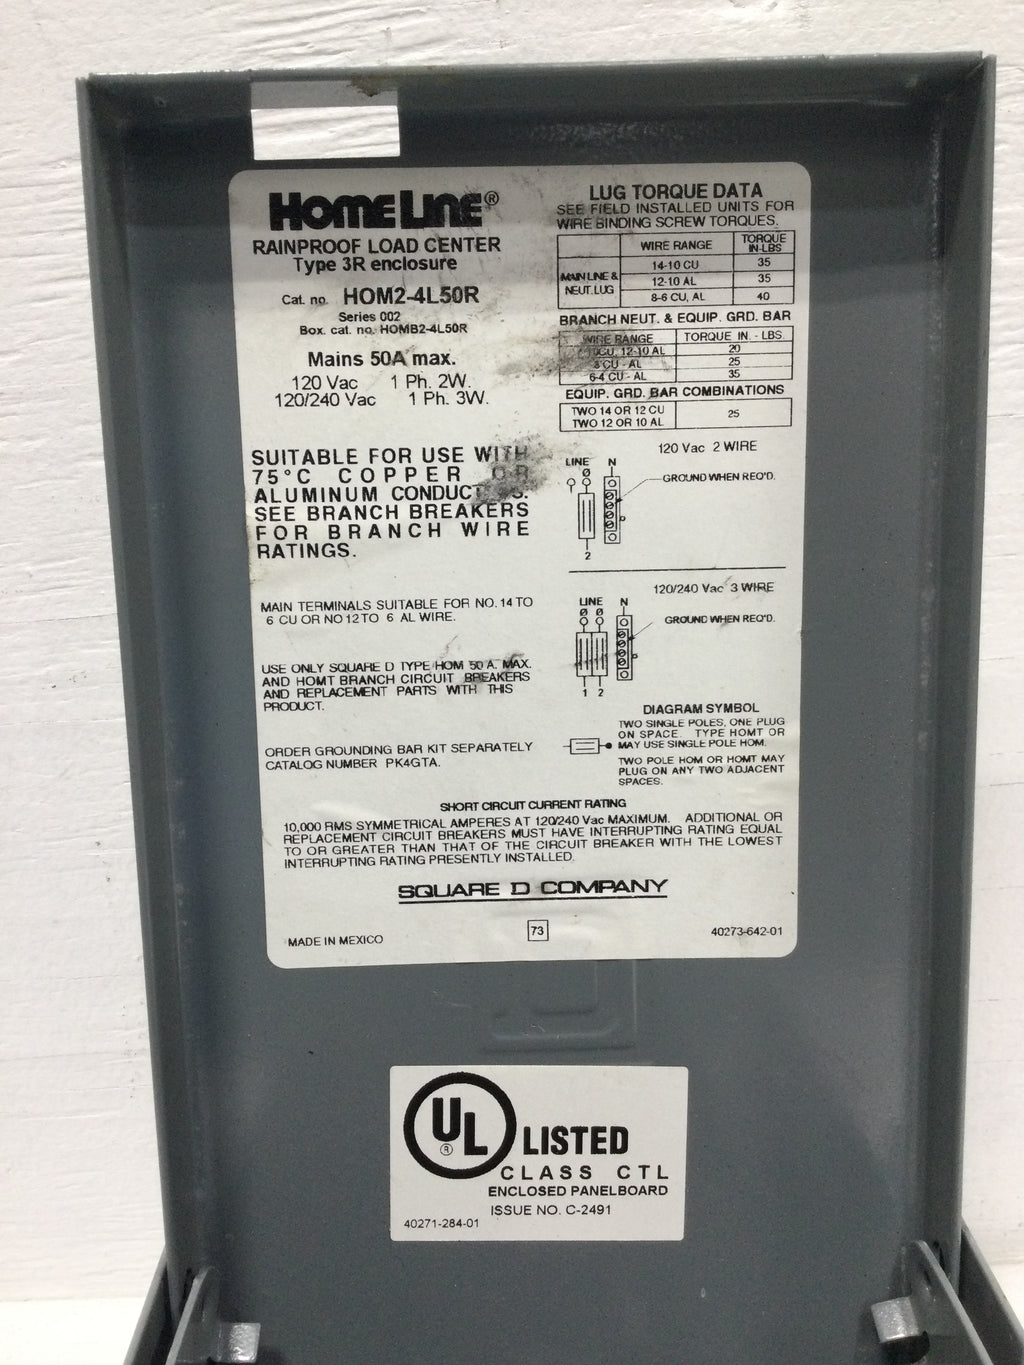 HOMELINE®
RAINPROOF LOAD CENTER
Type 3R enclosure
Cat. no. HOM2-4L50R
Series 002
Box. cat. no. HOMB2-4L50R
Mains 50A max.
120 Vac 1 Ph. 2W.
120/240 Vac 1 Ph. 3W.
SUITABLE FOR USE WITH
75°C COPPER OR
ALUMINUM
SEE BRANCH BREAKERS
FOR BRANCH WIRE
RATINGS.
MAIN TERMINALS SUITABLE FOR NO. 14 TO
6 CU OR NO 12 TO 6 AL WIRE.
USE ONLY SQUARE D TYPE HOM 50 A. MAX.
AND HOMT BRANCH CIRCUIT BREAKERS
AND REPLACEMENT PARTS WITH THIS
PRODUCT.
ORDER GROUNDING BAR KIT SEPARATELY
CATALOG NUMBER PK4GTA.
LUG TORQUE DATA
SEE FIELD INSTALLED UNITS FOR
WIRE BINDING SCREW TORQUES.
WIRE RANGE TORQUE
IN-LBS
MAIN LINE &
NEUT. LUG
14-10 CU 35
12-10 AL 35
8-6 CU, AL 40
BRANCH NEUT. & EQUIP. GRD. BAR
WIRE RANGE TORQUE IN. - LBS.
12-10 AL 20
CU - AL 25
6-4 CU - AL 35
EQUIP. GRD. BAR COMBINATIONS
TWO 14 OR 12 CU
TWO 12 OR 10 AL
25
120 Vac 2 WIRE
LINE N
GROUND WHEN REQ'D.
2
120/240 Vac 3 WIRE
LINE N
GROUND WHEN REQ'D.
1 2
DIAGRAM SYMBOL
TWO SINGLE POLES, ONE PLUG
ON SPACE. TYPE HOMT OR
MAY USE SINGLE POLE HOM.
TWO POLE HOM OR HOMT MAY
PLUG ON ANY TWO ADJACENT
SPACES.
SHORT CIRCUIT CURRENT RATING
10,000 RMS SYMMETRICAL AMPERES AT 120/240 Vac MAXIMUM. ADDITIONAL OR
REPLACEMENT CIRCUIT BREAKERS MUST HAVE INTERRUPTING RATING EQUAL
TO OR GREATER THAN THAT OF THE CIRCUIT BREAKER WITH THE LOWEST
INTERRUPTING RATING PRESENTLY INSTALLED.
SQUARE D COMPANY
MADE IN MEXICO 73 40273-642-01
UL® LISTED
CLASS CTL
ENCLOSED PANELBOARD
ISSUE NO. C-2491
40271-284-01